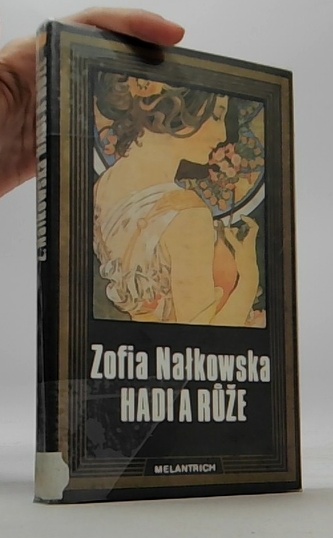 Zofia Nałkowska
HADI A RŮŽE
MELANTRICH